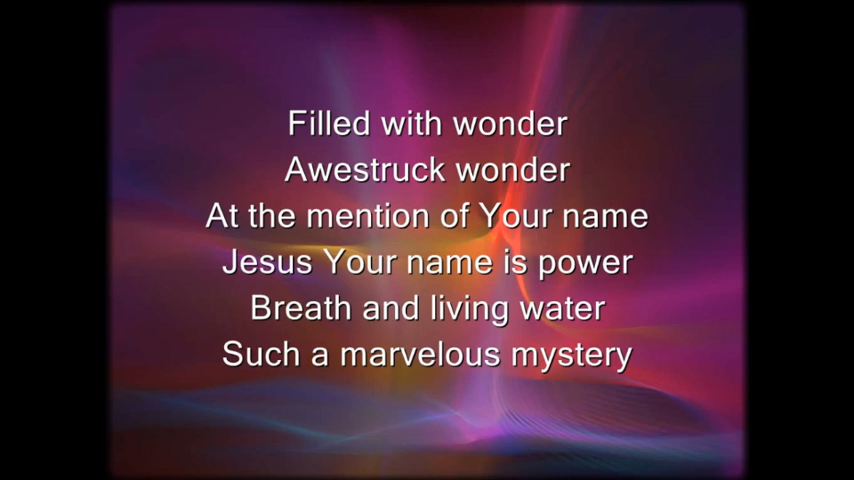 Filled with wonder
Awestruck wonder
At the mention of Your name
Jesus Your name is power
Breath and living water
Such a marvelous mystery